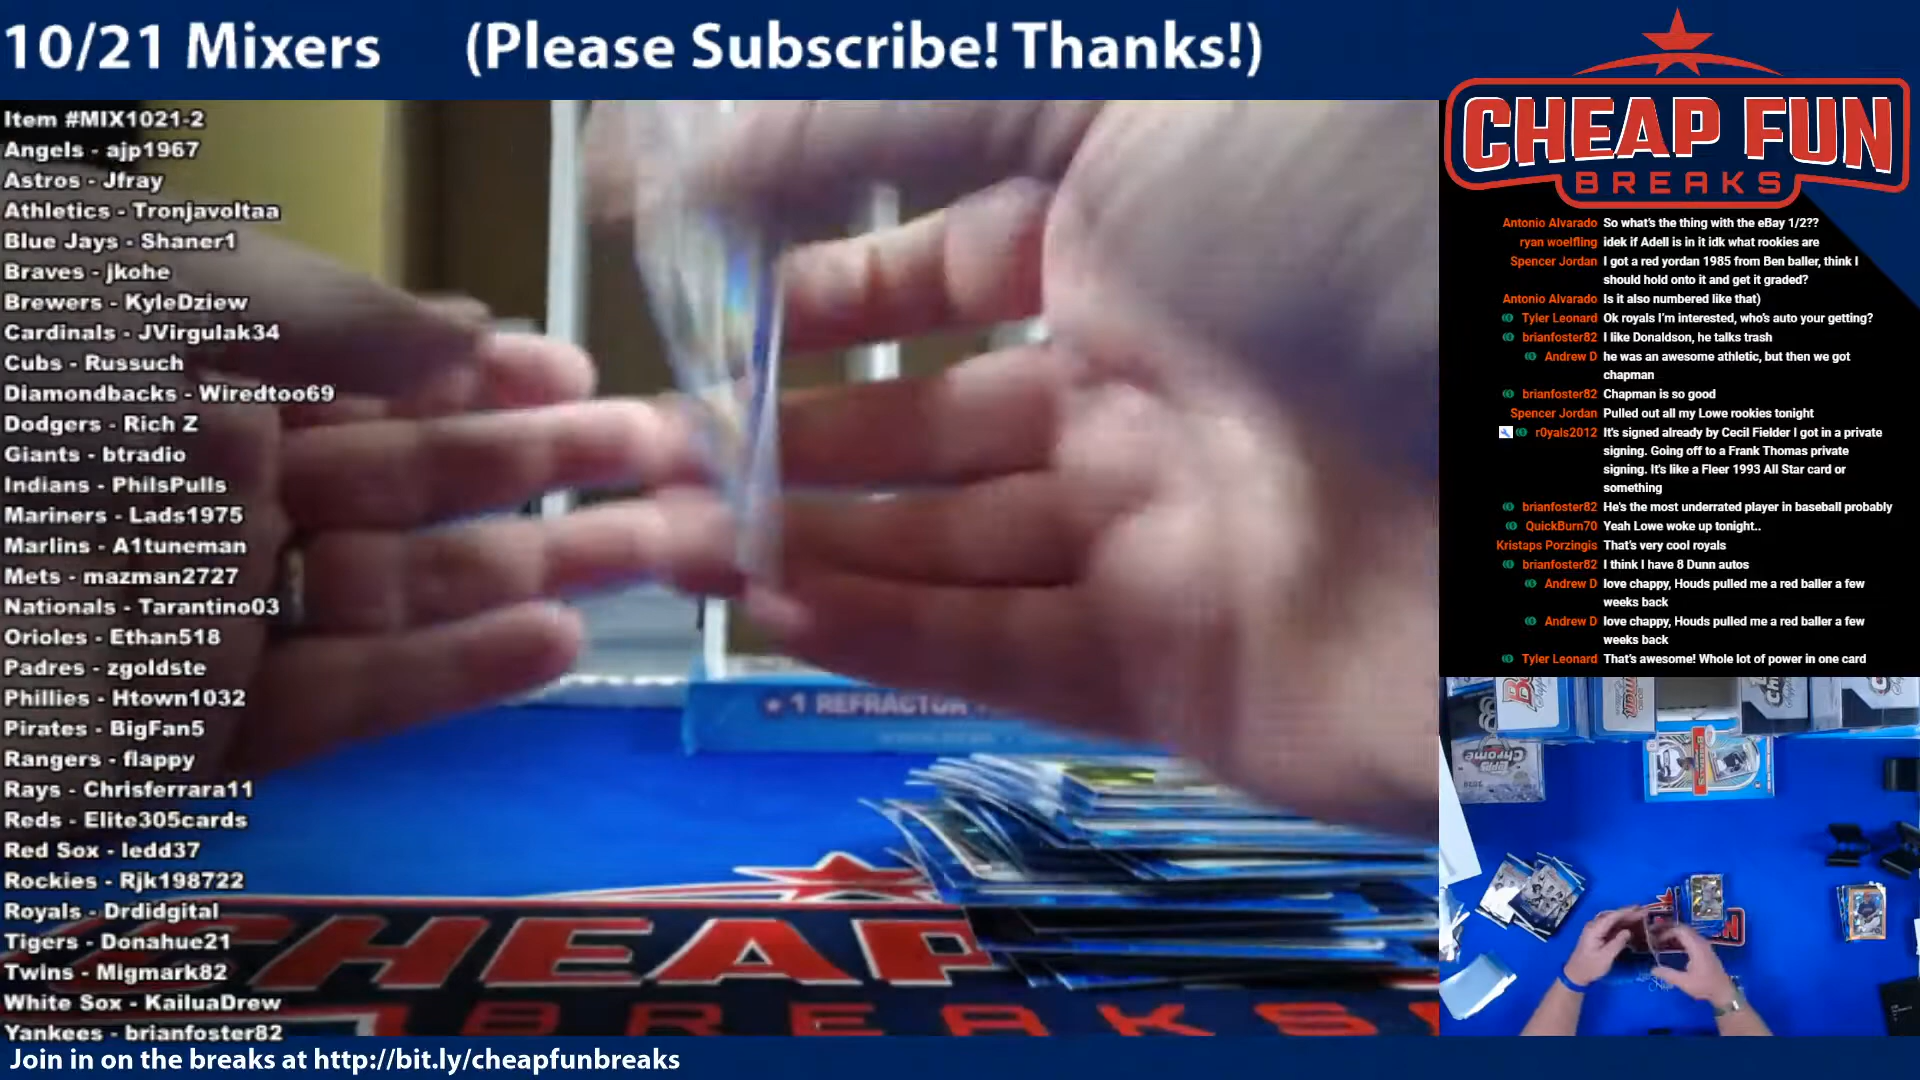 10/21 Mixers (Please Subscribe! Thanks!)
Item #MIX1021-2
Angels - ajp1967
Astros - Jfray
Athletics - Tronjavoltaa
Blue Jays - Shaner1
Braves - jkohe
Brewers - KyleDziew
Cardinals - JVirgulak34
Cubs - Russuch
Diamondbacks - Wiredtoo69
Dodgers - Rich Z
Giants - btradio
Indians - PhilsPulls
Mariners - Lads1975
Marlins - A1tuneman
Mets - mazman2727
Nationals - Tarantino03
Orioles - Ethan518
Padres - zgoldste
Phillies - Htown1032
Pirates - BigFan5
Rangers - flappy
Rays - Chrisferrara11
Reds - Elite305cards
Red Sox - ledd37
Rockies - Rjk198722
Royals - Drdidgital
Tigers - Donahue21
Twins - Migmark82
White Sox - KailuaDrew
Yankees - brianfoster82
★ 1 REFRACTOR
CHEAP
BREAKS
CHEAP FUN
BREAKS
Antonio Alvarado So what's the thing with the eBay 1/2??
ryan woelfling idek if Adell is in it idk what rookies are
Spencer Jordan I got a red yordan 1985 from Ben baller, think I
should hold onto it and get it graded?
Antonio Alvarado Is it also numbered like that)
Tyler Leonard Ok royals I'm interested, who's auto your getting?
brianfoster82 I like Donaldson, he talks trash
Andrew D he was an awesome athletic, but then we got
chapman
brianfoster82 Chapman is so good
Spencer Jordan Pulled out all my Lowe rookies tonight
r0yals2012 It's signed already by Cecil Fielder I got in a private
signing. Going off to a Frank Thomas private
signing. It's like a Fleer 1993 All Star card or
something
brianfoster82 He's the most underrated player in baseball probably
QuickBurn70 Yeah Lowe woke up tonight..
Kristaps Porzingis That's very cool royals
brianfoster82 I think I have 8 Dunn autos
Andrew D love chappy, Houds pulled me a red baller a few
weeks back
Andrew D love chappy, Houds pulled me a red baller a few
weeks back
Tyler Leonard That's awesome! Whole lot of power in one card
Topps
Chrome
Join in on the breaks at http://bit.ly/cheapfunbreaks